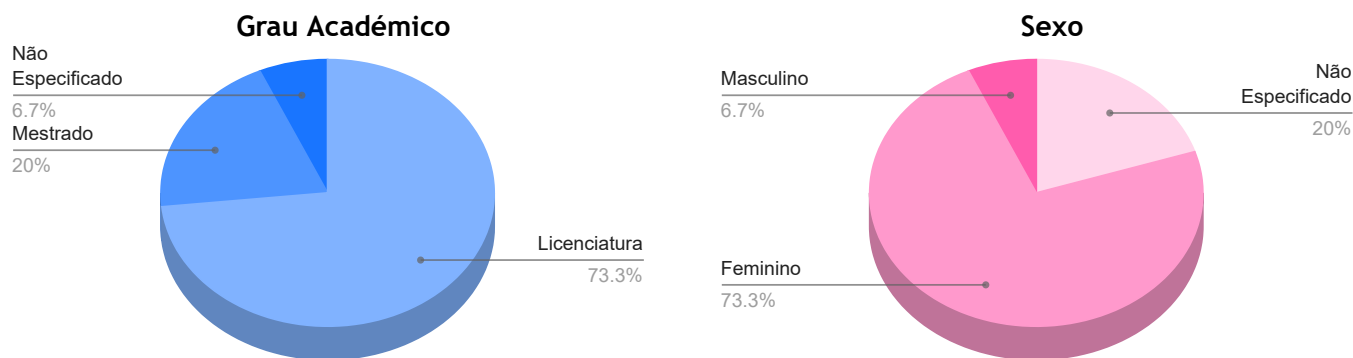 Grau Académico
Não
Especificado
6.7%
Mestrado
20%
Licenciatura
73.3%
Sexo
Masculino
6.7%
Não
Especificado
20%
Feminino
73.3%